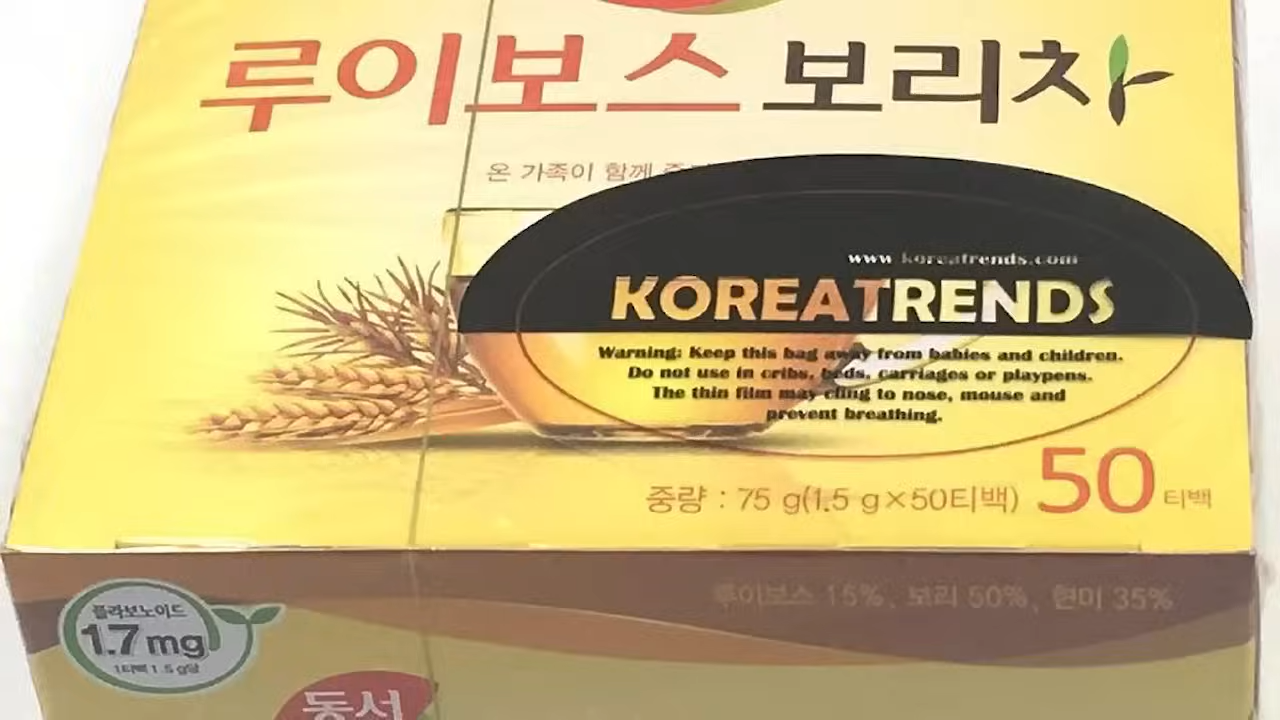 루이보스 보리차
온 가족이 함께
www.koreatrends.com
KOREATRENDS
Warning: Keep this bag away from babies and children.
Do not use in cribs, beds, carriages or playpens.
The thin film may cling to nose, mouse and
prevent breathing.
중량 : 75 g(1.5 g×50티백) 50 티백
루이보스 15%, 보리 50%, 현미 35%
플라보노이드
1.7 mg
1티백 1.5 g당
동서